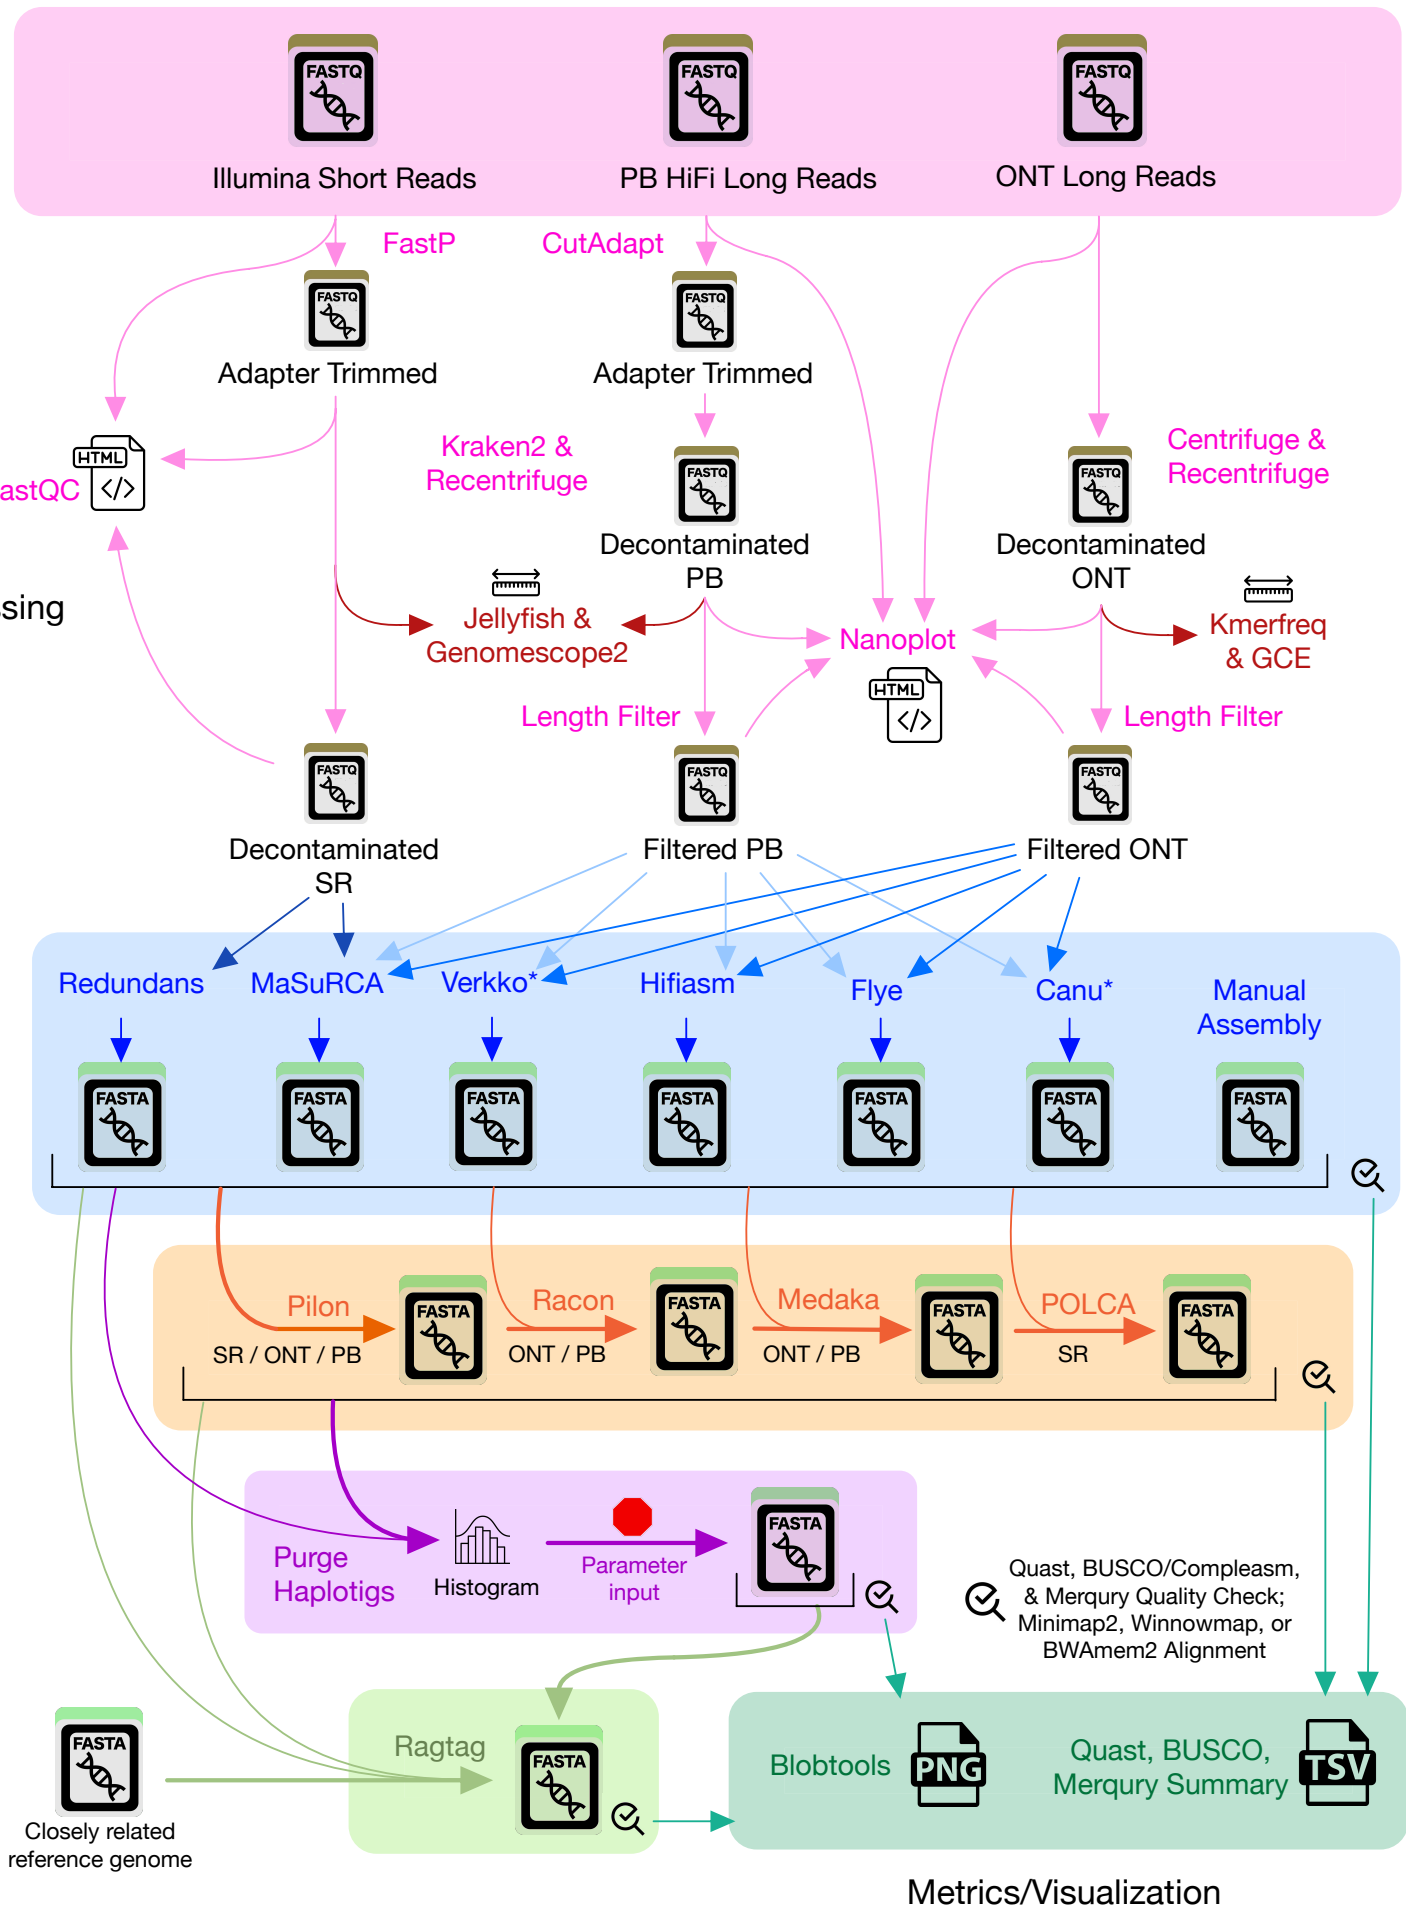 FASTQ
FASTQ
FASTQ
Illumina Short Reads
PB HiFi Long Reads
ONT Long Reads
FastP
CutAdapt
FASTQ
FASTQ
Adapter Trimmed
Adapter Trimmed
Kraken2 &
Recentrifuge
Centrifuge &
Recentrifuge
HTML
</>
astQC
FASTQ
FASTQ
Decontaminated
PB
Decontaminated
ONT
ssing
Jellyfish &
Genomescope2
Nanoplot
HTML
</>
Kmerfreq
& GCE
Length Filter
Length Filter
FASTQ
FASTQ
FASTQ
Decontaminated
SR
Filtered PB
Filtered ONT
Redundans
MaSuRCA
Verkko*
Hifiasm
Flye
Canu*
Manual
Assembly
FASTA
FASTA
FASTA
FASTA
FASTA
FASTA
FASTA
Pilon
SR / ONT / PB
FASTA
Racon
ONT / PB
FASTA
Medaka
ONT / PB
FASTA
POLCA
SR
FASTA
Purge
Haplotigs
Histogram
Parameter
input
FASTA
Quast, BUSCO/Compleasm,
& Merqury Quality Check;
Minimap2, Winnowmap, or
BWAmem2 Alignment
FASTA
Closely related
reference genome
Ragtag
FASTA
Blobtools
PNG
Quast, BUSCO,
Merqury Summary
TSV
Metrics/Visualization